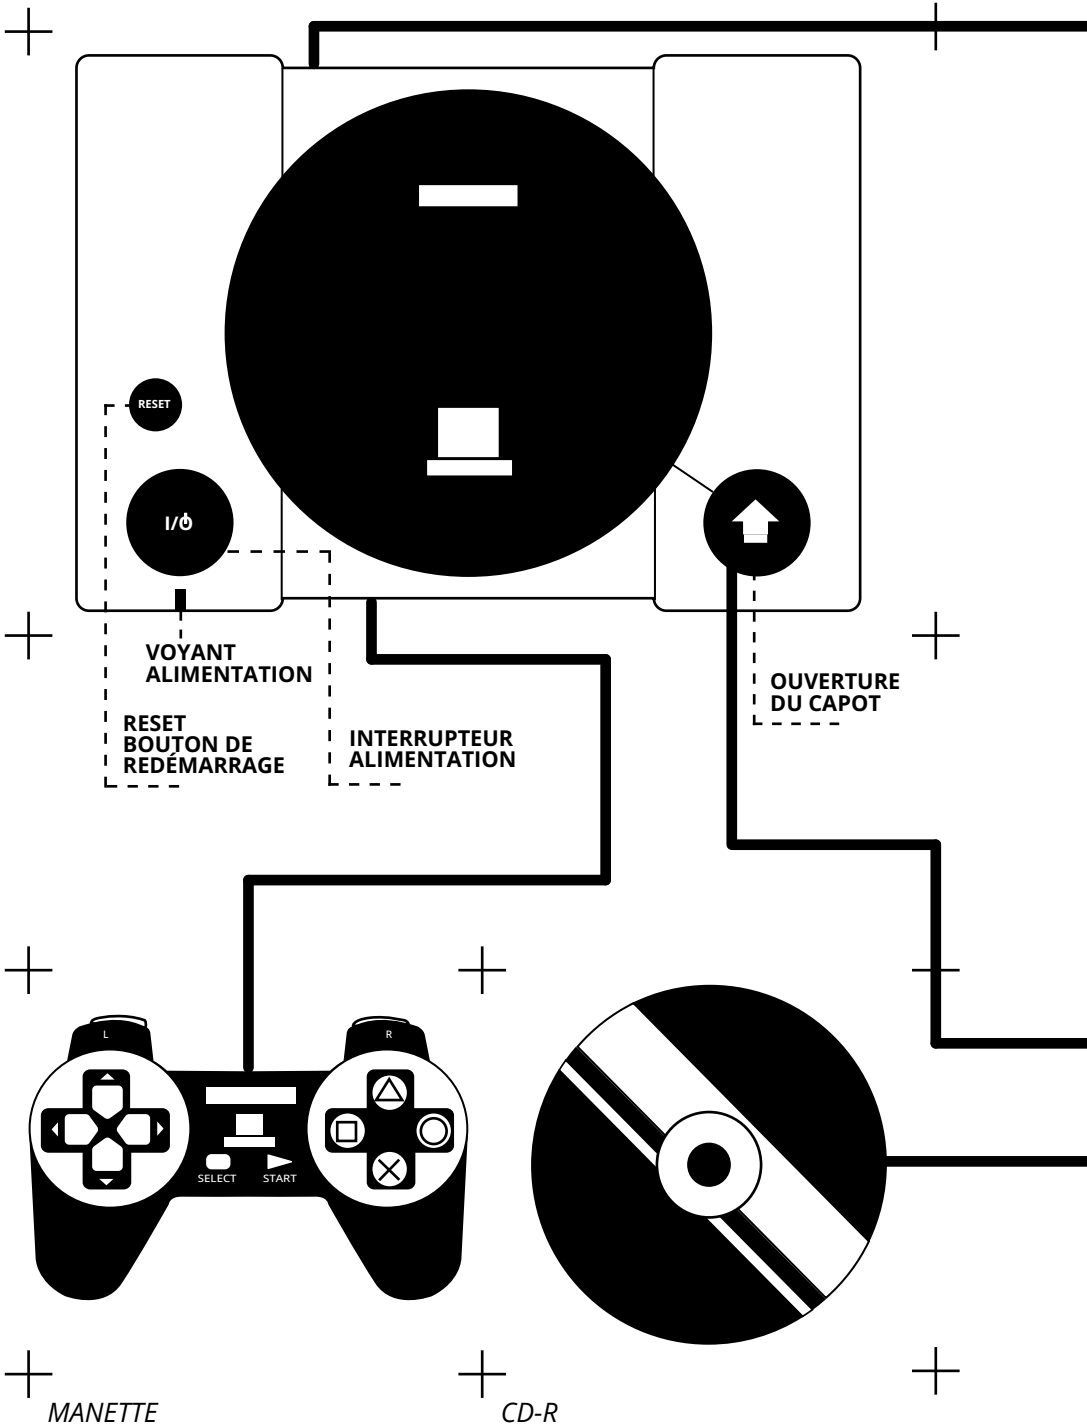 RESET
I/O
VOYANT
ALIMENTATION
RESET
BOUTON DE
REDÉMARRAGE
INTERRUPTEUR
ALIMENTATION
OUVERTURE
DU CAPOT
L
R
SELECT
START
MANETTE
CD-R